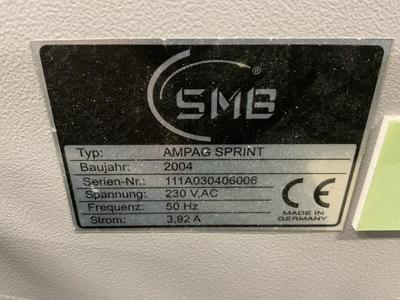 SMB®
Typ: AMPAG SPRINT
Baujahr: 2004
Serien-Nr.: 111A030406006
Spannung: 230 V,AC
Frequenz: 50 Hz
Strom: 3,92 A
CE
MADE IN
GERMANY